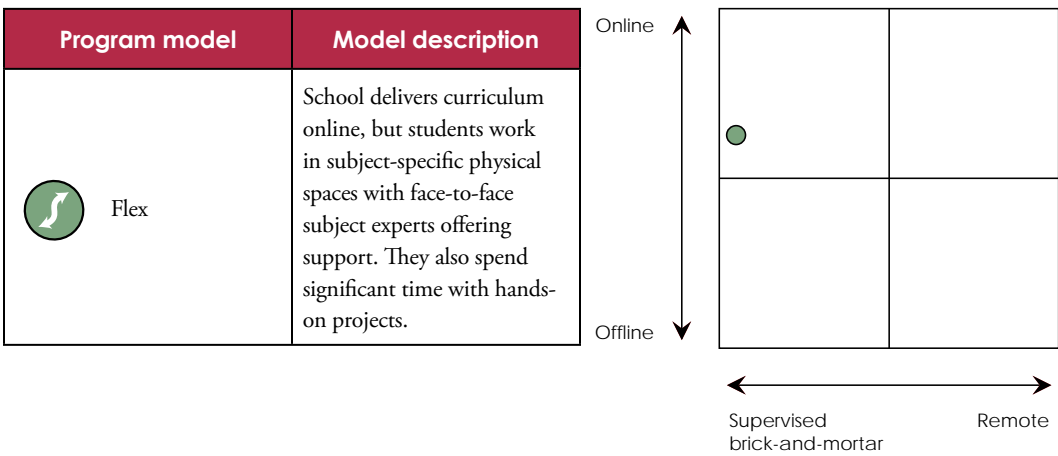 Program model
Model description
Flex
School delivers curriculum
online, but students work
in subject-specific physical
spaces with face-to-face
subject experts offering
support. They also spend
significant time with hands-
on projects.
Online
Offline
Supervised
brick-and-mortar
Remote